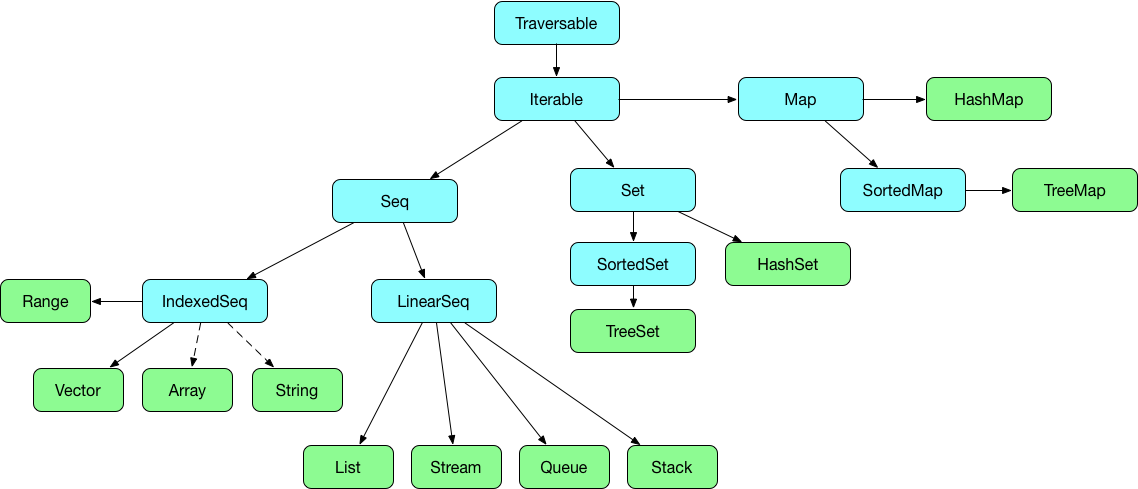 Traversable
Iterable
Map
HashMap
Seq
Set
SortedMap
TreeMap
SortedSet
HashSet
Range
IndexedSeq
LinearSeq
TreeSet
Vector
Array
String
List
Stream
Queue
Stack